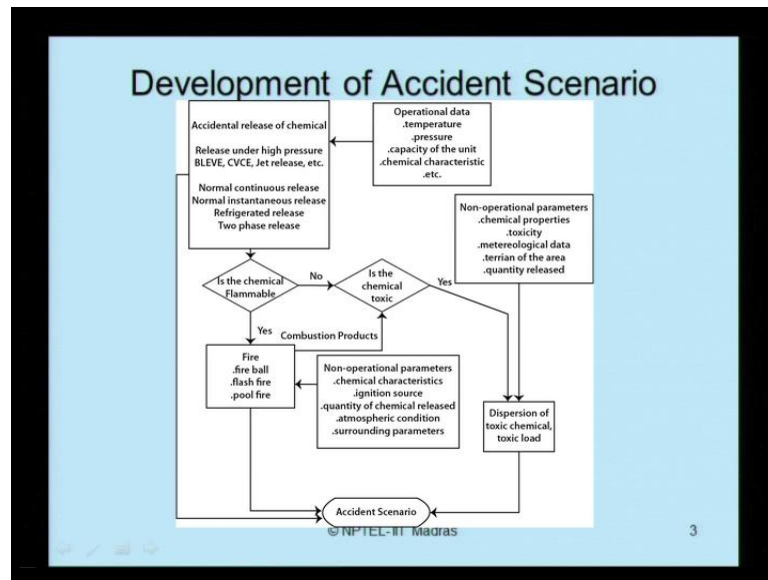 Development of Accident Scenario
Accidental release of chemical
Release under high pressure
BLEVE, CVCE, Jet release, etc.
Normal continuous release
Normal instantaneous release
Refrigerated release
Two phase release
Operational data
.temperature
.pressure
.capacity of the unit
.chemical characteristic
.etc.
Non-operational parameters
.chemical properties
.toxicity
.metereological data
.terrian of the area
.quantity released
Is the chemical
Flammable
No
Is the
chemical
toxic
Yes
Yes
Combustion Products
Fire
.fire ball
.flash fire
.pool fire
Non-operational parameters
.chemical characteristics
.ignition source
.quantity of chemical released
.atmospheric condition
.surrounding parameters
Dispersion of
toxic chemical,
toxic load
Accident Scenario
© NPTEL-IIT Madras
3